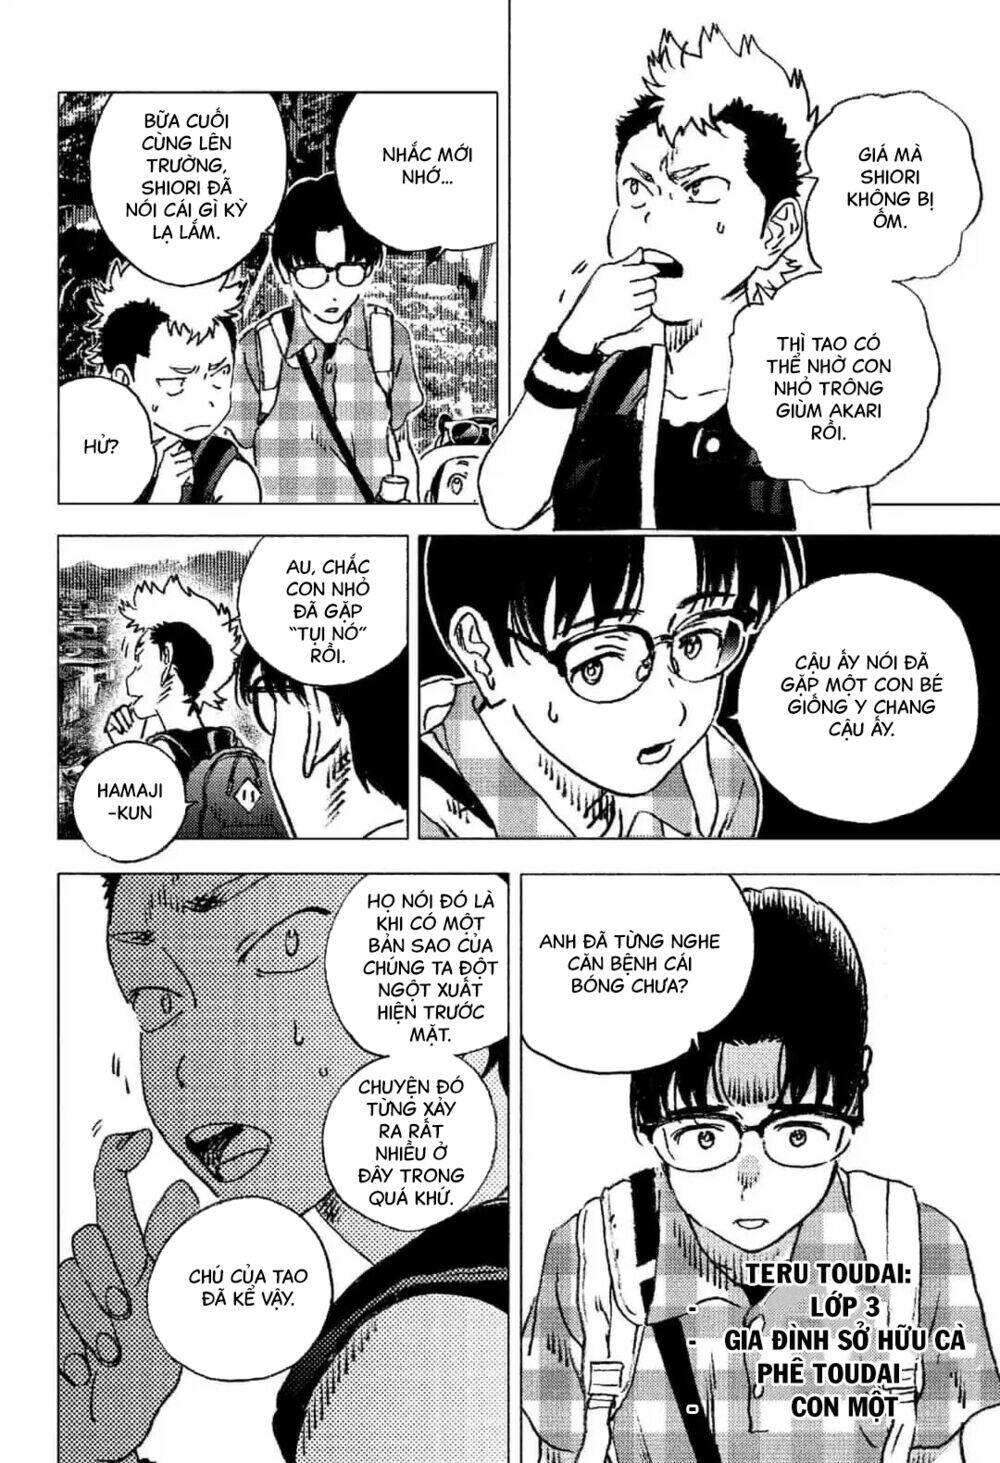 GIÁ MÀ
SHIORI
KHÔNG BỊ
ỐM.
THÌ TAO CÓ
THỂ NHỜ CON
NHỎ TRÔNG
GIÙM AKARI
RỒI.
NHẮC MỚI
NHỚ...
BỮA CUỐI
CÙNG LÊN
TRƯỜNG,
SHIORI ĐÃ
NÓI CÁI GÌ KỲ
LẠ LẮM.
HỬ?
CẬU ẤY NÓI ĐÃ
GẶP MỘT CON BÉ
GIỐNG Y CHANG
CẬU ẤY.
AU, CHẮC
CON NHỎ
ĐÃ GẶP
“TỤI NÓ”
RỒI.
HAMAJI
-KUN
ANH ĐÃ TỪNG NGHE
CĂN BỆNH CÁI
BÓNG CHƯA?
TERU TOUDAI:
- LỚP 3
- GIA ĐÌNH SỞ HỮU CÀ
PHÊ TOUDAI
- CON MỘT
HỌ NÓI ĐÓ LÀ
KHI CÓ MỘT
BẢN SAO CỦA
CHÚNG TA ĐỘT
NGỘT XUẤT
HIỆN TRƯỚC
MẶT.
CHUYỆN ĐÓ
TỪNG XẢY
RA RẤT
NHIỀU Ở
ĐÂY TRONG
QUÁ KHỨ.
CHÚ CỦA TAO
ĐÃ KỂ VẬY.